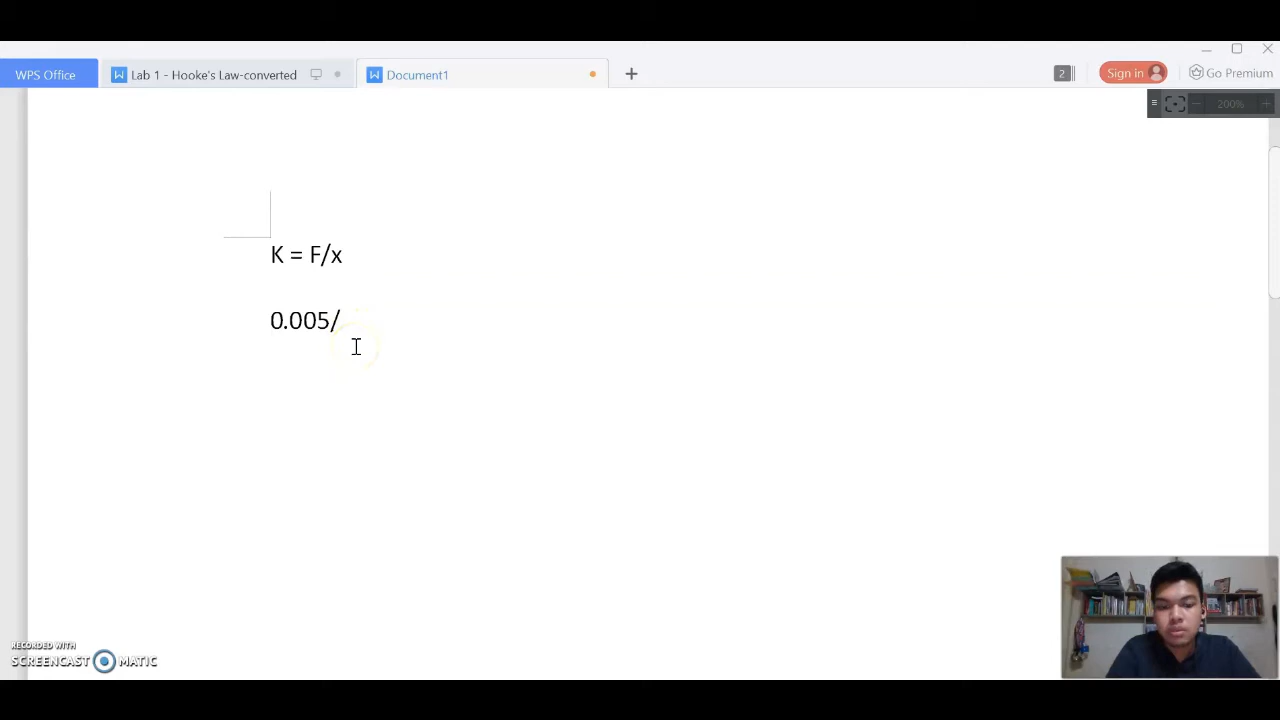 WPS Office
Lab 1 - Hooke's Law-converted
Document1
2
Sign in
Go Premium
200%
K = F/x
0.005/
RECORDED WITH
SCREENCAST MATIC